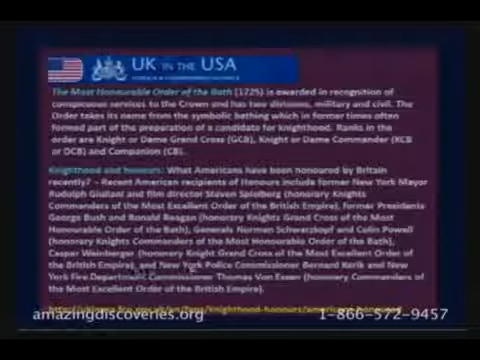 UK IN THE USA
The Most Honourable Order of the Bath (1725) is awarded in recognition of
conspicuous services to the Crown and has two divisions, military and civil. The
Order takes its name from the symbolic bathing which in former times often
formed part of the preparation of a candidate for knighthood. Ranks in the
order are Knight or Dame Grand Cross (GCB), Knight or Dame Commander (KCB
or DCB) and Companion (CB).
Knighthood and honours: What Americans have been honoured by Britain
recently? – Recent American recipients of Honours include former New York Mayor
Rudolph Giuliani and film director Steven Spielberg (honorary Knights
Commanders of the Most Excellent Order of the British Empire), former Presidents
George Bush and Ronald Reagan (honorary Knights Grand Cross of the Most
Honourable Order of the Bath), Generals Norman Schwarzkopf and Colin Powell
(honorary Knights Commanders of the Most Honourable Order of the Bath),
Caspar Weinberger (honorary Knight Grand Cross of the Most Excellent Order of
the British Empire), and New York Police Commissioner Bernard Kerik and New
York Fire Department Commissioner Thomas Von Essen (honorary Commanders
of the Most Excellent Order of the British Empire).
amazingdiscoveries.org 1-866-572-9457